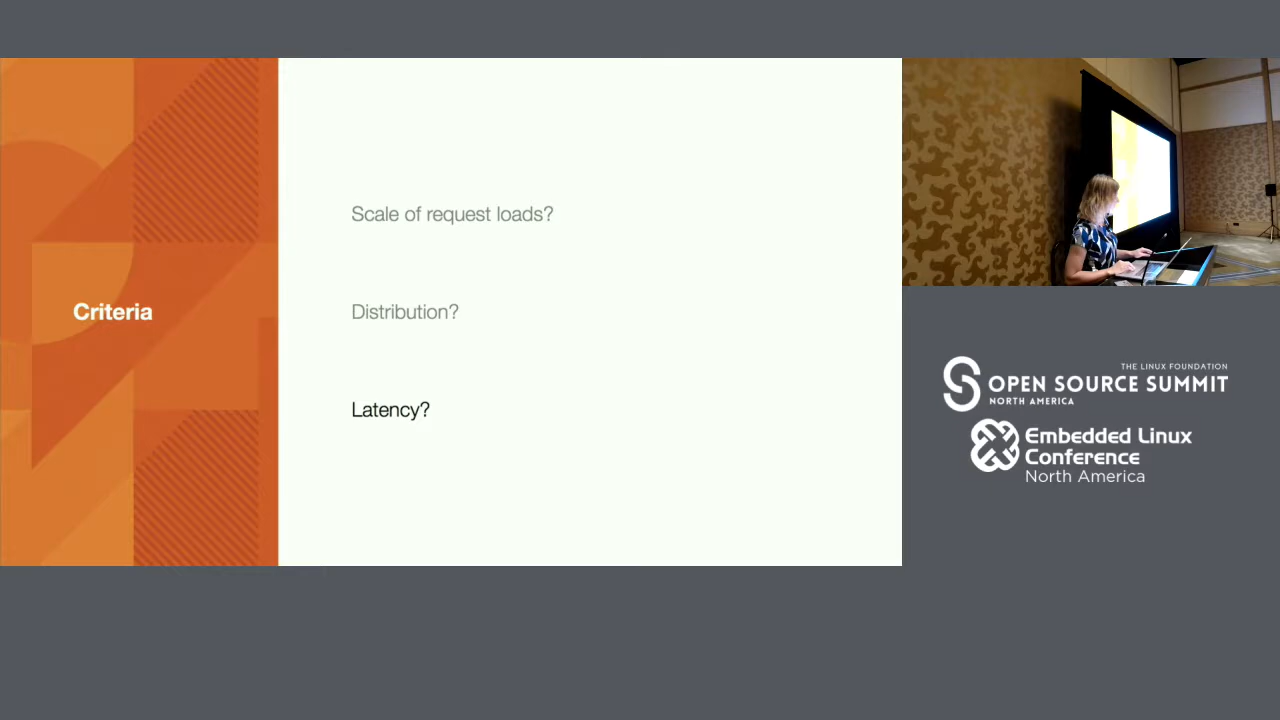 Criteria
Scale of request loads?
Distribution?
Latency?
THE LINUX FOUNDATION
OPEN SOURCE SUMMIT
NORTH AMERICA
Embedded Linux
Conference
North America